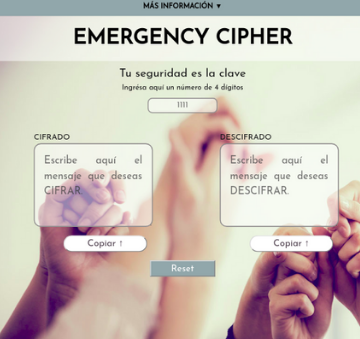 MÁS INFORMACIÓN ▼
EMERGENCY CIPHER
Tu seguridad es la clave
Ingresa aquí un número de 4 dígitos
1111
CIFRADO
DESCIFRADO
Escribe aquí el
mensaje que deseas
CIFRAR.
Escribe aquí el
mensaje que deseas
DESCIFRAR.
Copiar ↑
Copiar ↑
Reset